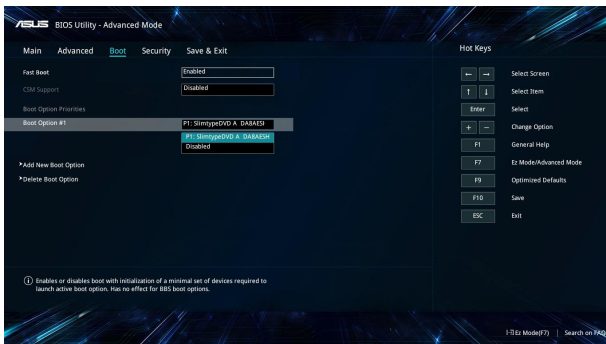 ASUS BIOS Utility - Advanced Mode
Main Advanced Boot Security Save & Exit
Hot Keys
Fast Boot Enabled
CSM Support Disabled
Boot Option Priorities
Boot Option #1 P1: SlimtypeDVD A DA8AESI
P1: SlimtypeDVD A DA8AESH
Disabled
>Add New Boot Option
>Delete Boot Option
← → Select Screen
↑ ↓ Select Item
Enter Select
+ − Change Option
F1 General Help
F7 Ez Mode/Advanced Mode
F9 Optimized Defaults
F10 Save
ESC Exit
i Enables or disables boot with initialization of a minimal set of devices required to
launch active boot option. Has no effect for BBS boot options.
Ez Mode(F7) | Search on FAQ